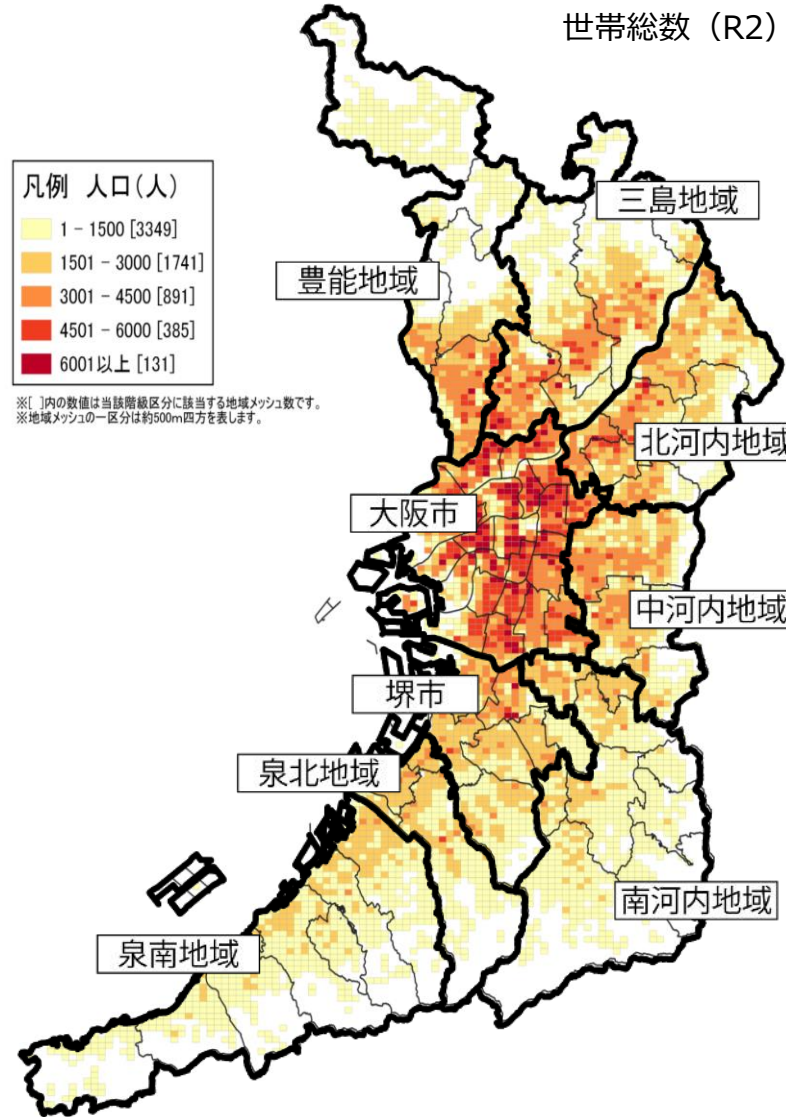 世帯総数（R2）
凡例 人口(人)
1 - 1500 [3349]
1501 - 3000 [1741]
3001 - 4500 [891]
4501 - 6000 [385]
6001以上 [131]
※[ ]内の数値は当該階級区分に該当する地域メッシュ数です。
※地域メッシュの一区分は約500m四方を表します。
三島地域
豊能地域
北河内地域
大阪市
中河内地域
堺市
泉北地域
南河内地域
泉南地域